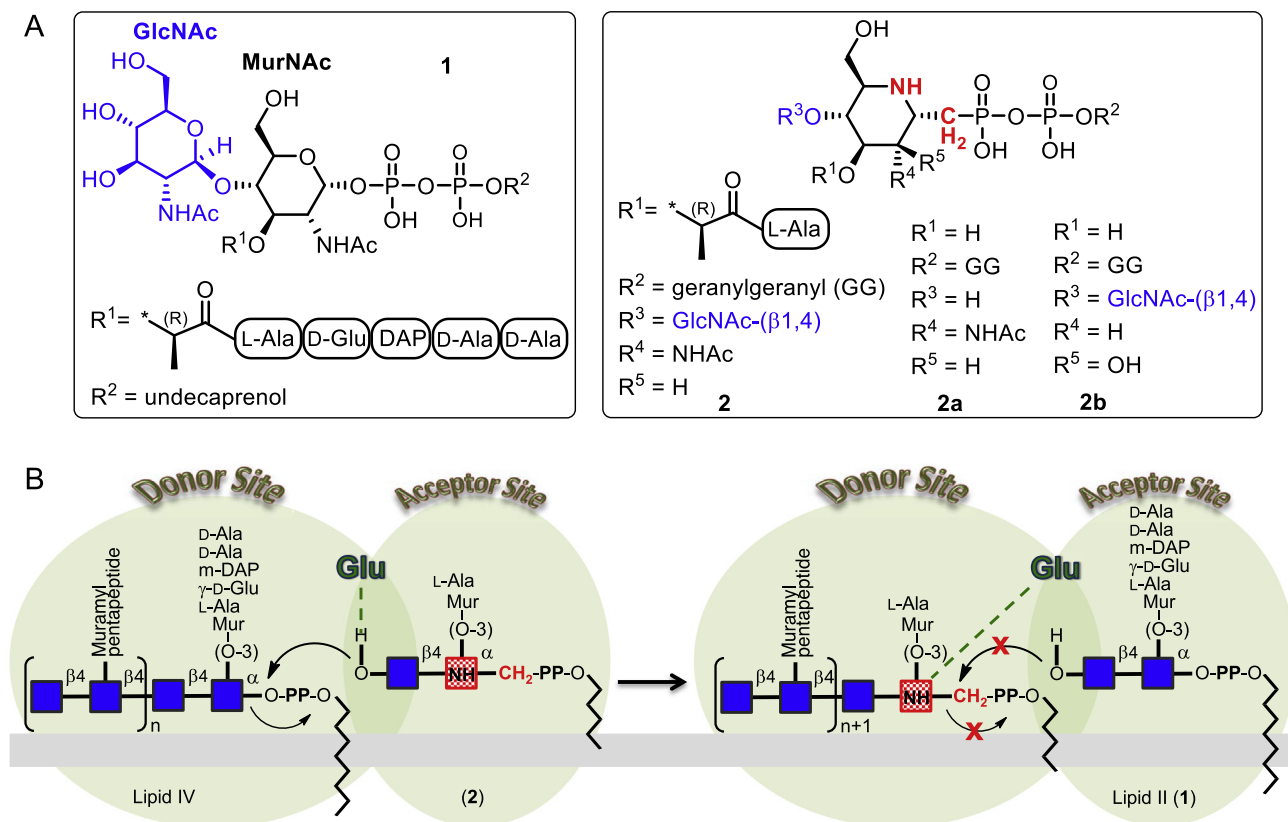 A
GlcNAc
MurNAc
1
HO
OH
HO
O
H
HO
NHAc
O
O
R¹O
NHAc
O
O
P
O
P
OR²
OH
OH
R¹=
*
(R)
O
L-Ala
D-Glu
DAP
D-Ala
D-Ala
R² = undecaprenol
OH
NH
R³O
R¹O
R⁴
R⁵
C
H₂
O
O
P
O
P
OR²
OH
OH
R¹=
*
(R)
O
L-Ala
R² = geranylgeranyl (GG)
R³ = GlcNAc-(β1,4)
R⁴ = NHAc
R⁵ = H
2
R¹ = H
R² = GG
R³ = H
R⁴ = NHAc
R⁵ = H
2a
R¹ = H
R² = GG
R³ = GlcNAc-(β1,4)
R⁴ = H
R⁵ = OH
2b
B
Donor Site
Acceptor Site
Muramyl
pentapeptide
D-Ala
D-Ala
m-DAP
γ-D-Glu
L-Ala
Mur
(O-3)
β4
β4
n
β4
α
O-PP-O
Glu
H
O
L-Ala
Mur
(O-3)
β4
α
NH
CH₂-PP-O
Lipid IV
(2)
Donor Site
Acceptor Site
Muramyl
pentapeptide
L-Ala
Mur
(O-3)
β4
β4
n+1
NH
CH₂-PP-O
X
X
Glu
D-Ala
D-Ala
m-DAP
γ-D-Glu
L-Ala
Mur
(O-3)
H
O
β4
α
O-PP-O
Lipid II (1)